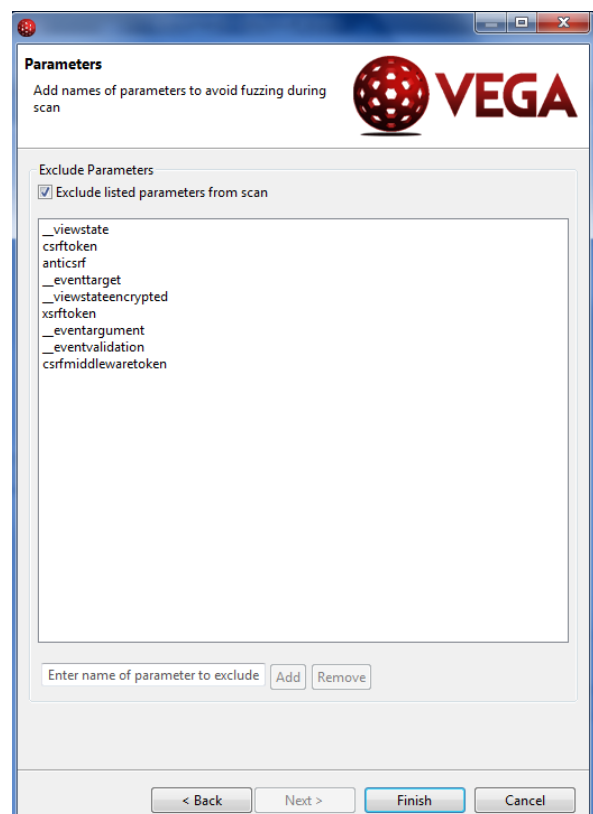 Parameters
Add names of parameters to avoid fuzzing during
scan
VEGA
Exclude Parameters
Exclude listed parameters from scan
__viewstate
csrftoken
anticsrf
__eventtarget
__viewstateencrypted
xsrftoken
__eventargument
__eventvalidation
csrfmiddlewaretoken
Enter name of parameter to exclude Add Remove
< Back Next > Finish Cancel